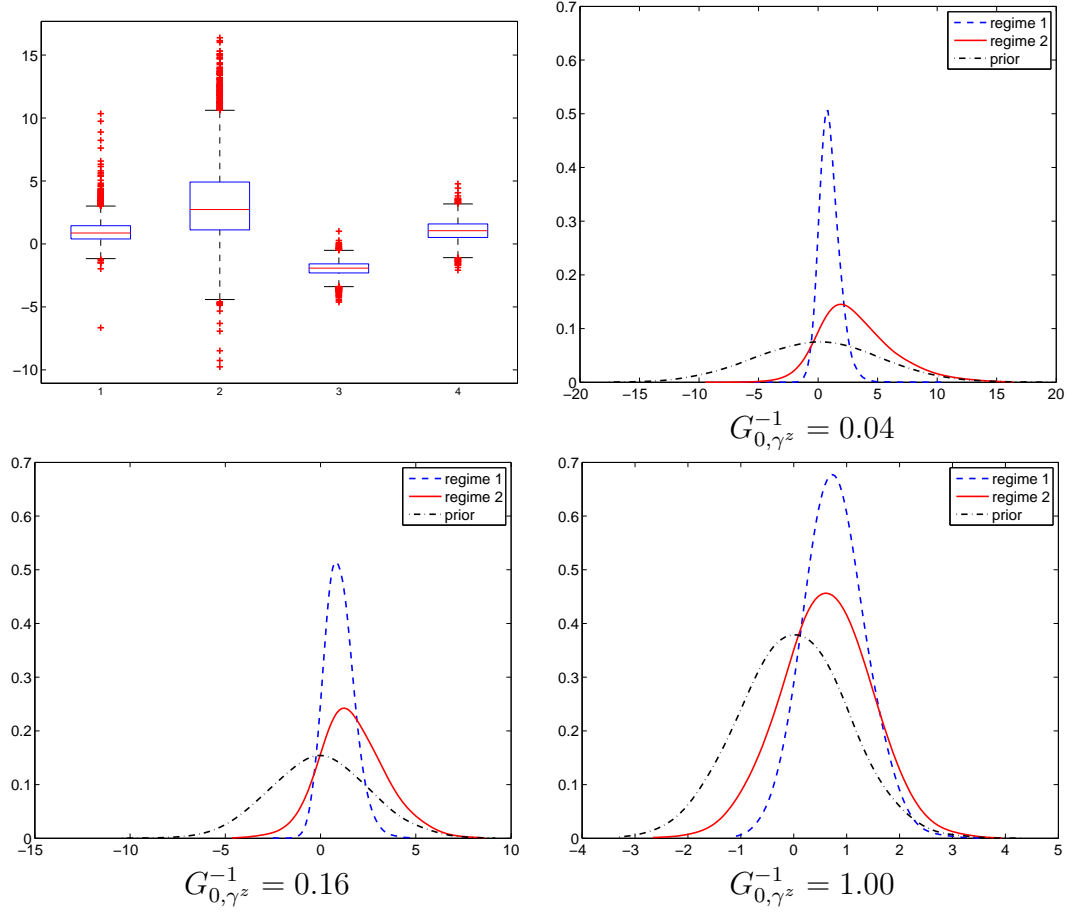 15
10
5
0
−5
−10
1 2 3 4
0.7
0.6
0.5
0.4
0.3
0.2
0.1
0
−20 −15 −10 −5 0 5 10 15 20
regime 1
regime 2
prior
$G_{0,\gamma^z}^{-1} = 0.04$
0.7
0.6
0.5
0.4
0.3
0.2
0.1
0
−15 −10 −5 0 5 10
regime 1
regime 2
prior
$G_{0,\gamma^z}^{-1} = 0.16$
0.7
0.6
0.5
0.4
0.3
0.2
0.1
0
−4 −3 −2 −1 0 1 2 3 4 5
regime 1
regime 2
prior
$G_{0,\gamma^z}^{-1} = 1.00$